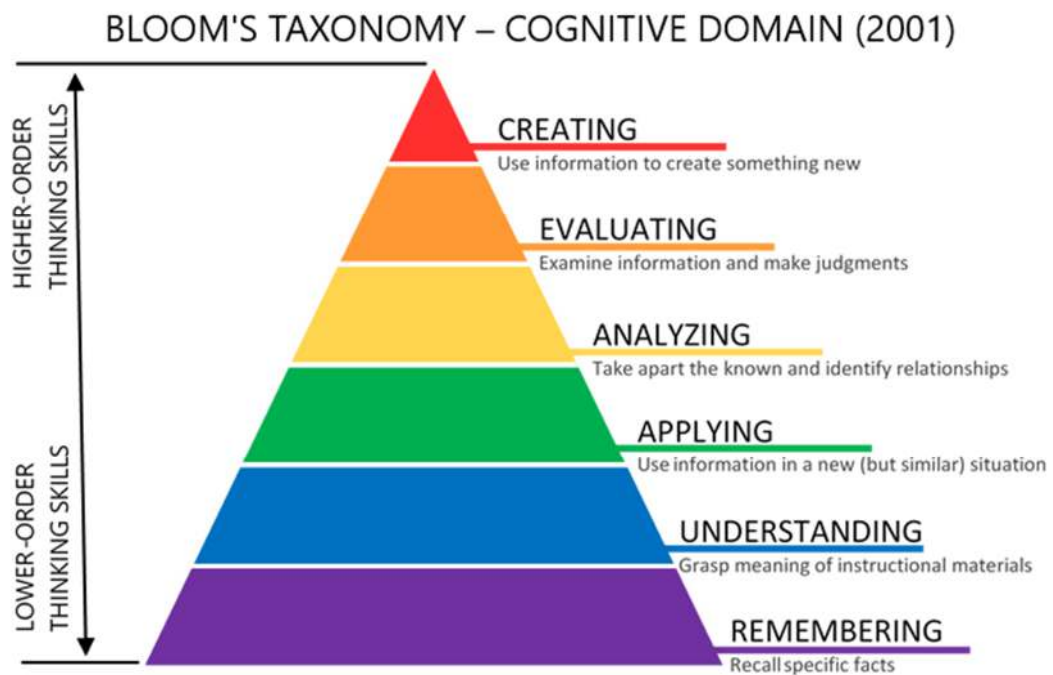 BLOOM'S TAXONOMY – COGNITIVE DOMAIN (2001)
HIGHER-ORDER
THINKING SKILLS
CREATING
Use information to create something new
EVALUATING
Examine information and make judgments
ANALYZING
Take apart the known and identify relationships
APPLYING
Use information in a new (but similar) situation
LOWER-ORDER
THINKING SKILLS
UNDERSTANDING
Grasp meaning of instructional materials
REMEMBERING
Recall specific facts